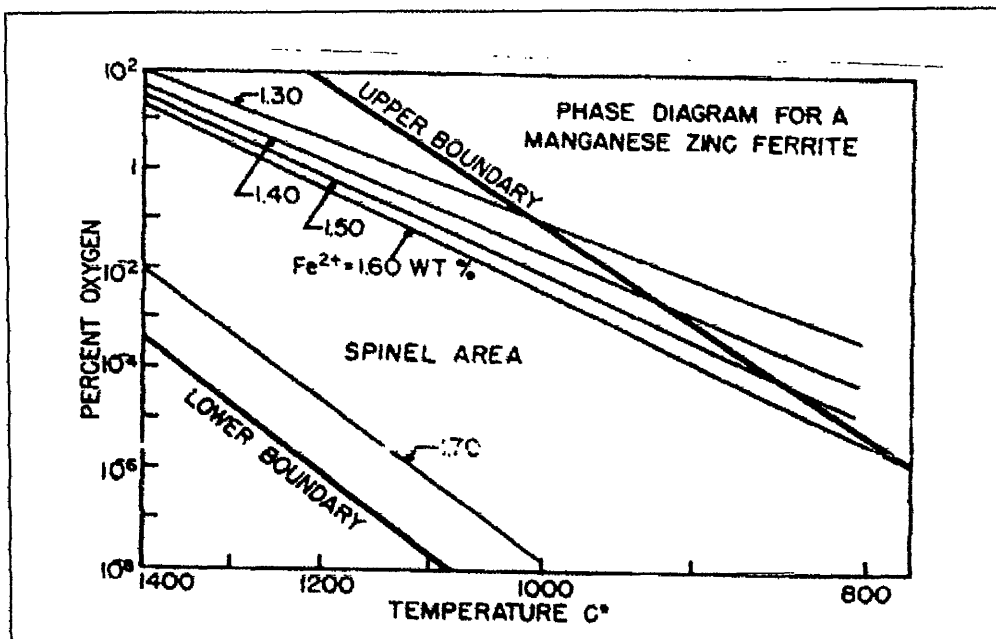 PHASE DIAGRAM FOR A
MANGANESE ZINC FERRITE
UPPER BOUNDARY
1.30
1.40
1.50
Fe²⁺=1.60 WT %
SPINEL AREA
1.70
LOWER BOUNDARY
PERCENT OXYGEN
10²
1
10⁻²
10⁻⁴
10⁻⁶
10⁻⁸
1400
1200
1000
800
TEMPERATURE C°